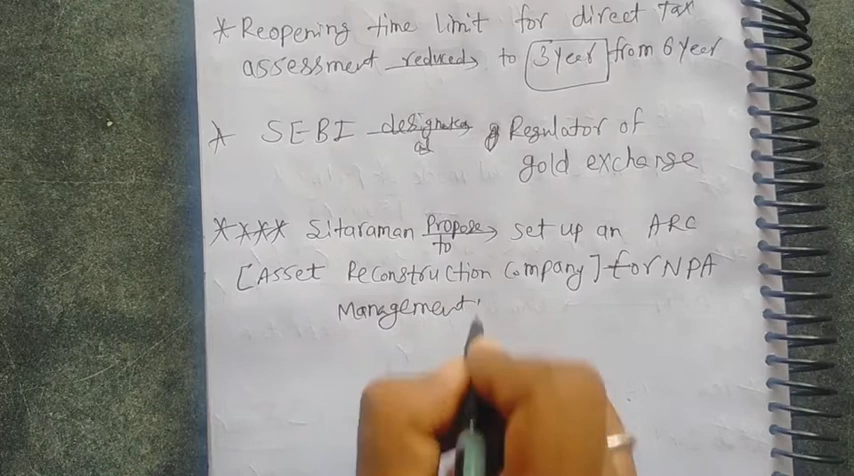 * Reopening time limit for direct Tax
assessment reduced to 3 year from 6 year
* SEBI designated as Regulator of
gold exchange
**** Sitaraman Propose to set up an ARC
[Asset Reconstruction Company] for NPA
Management